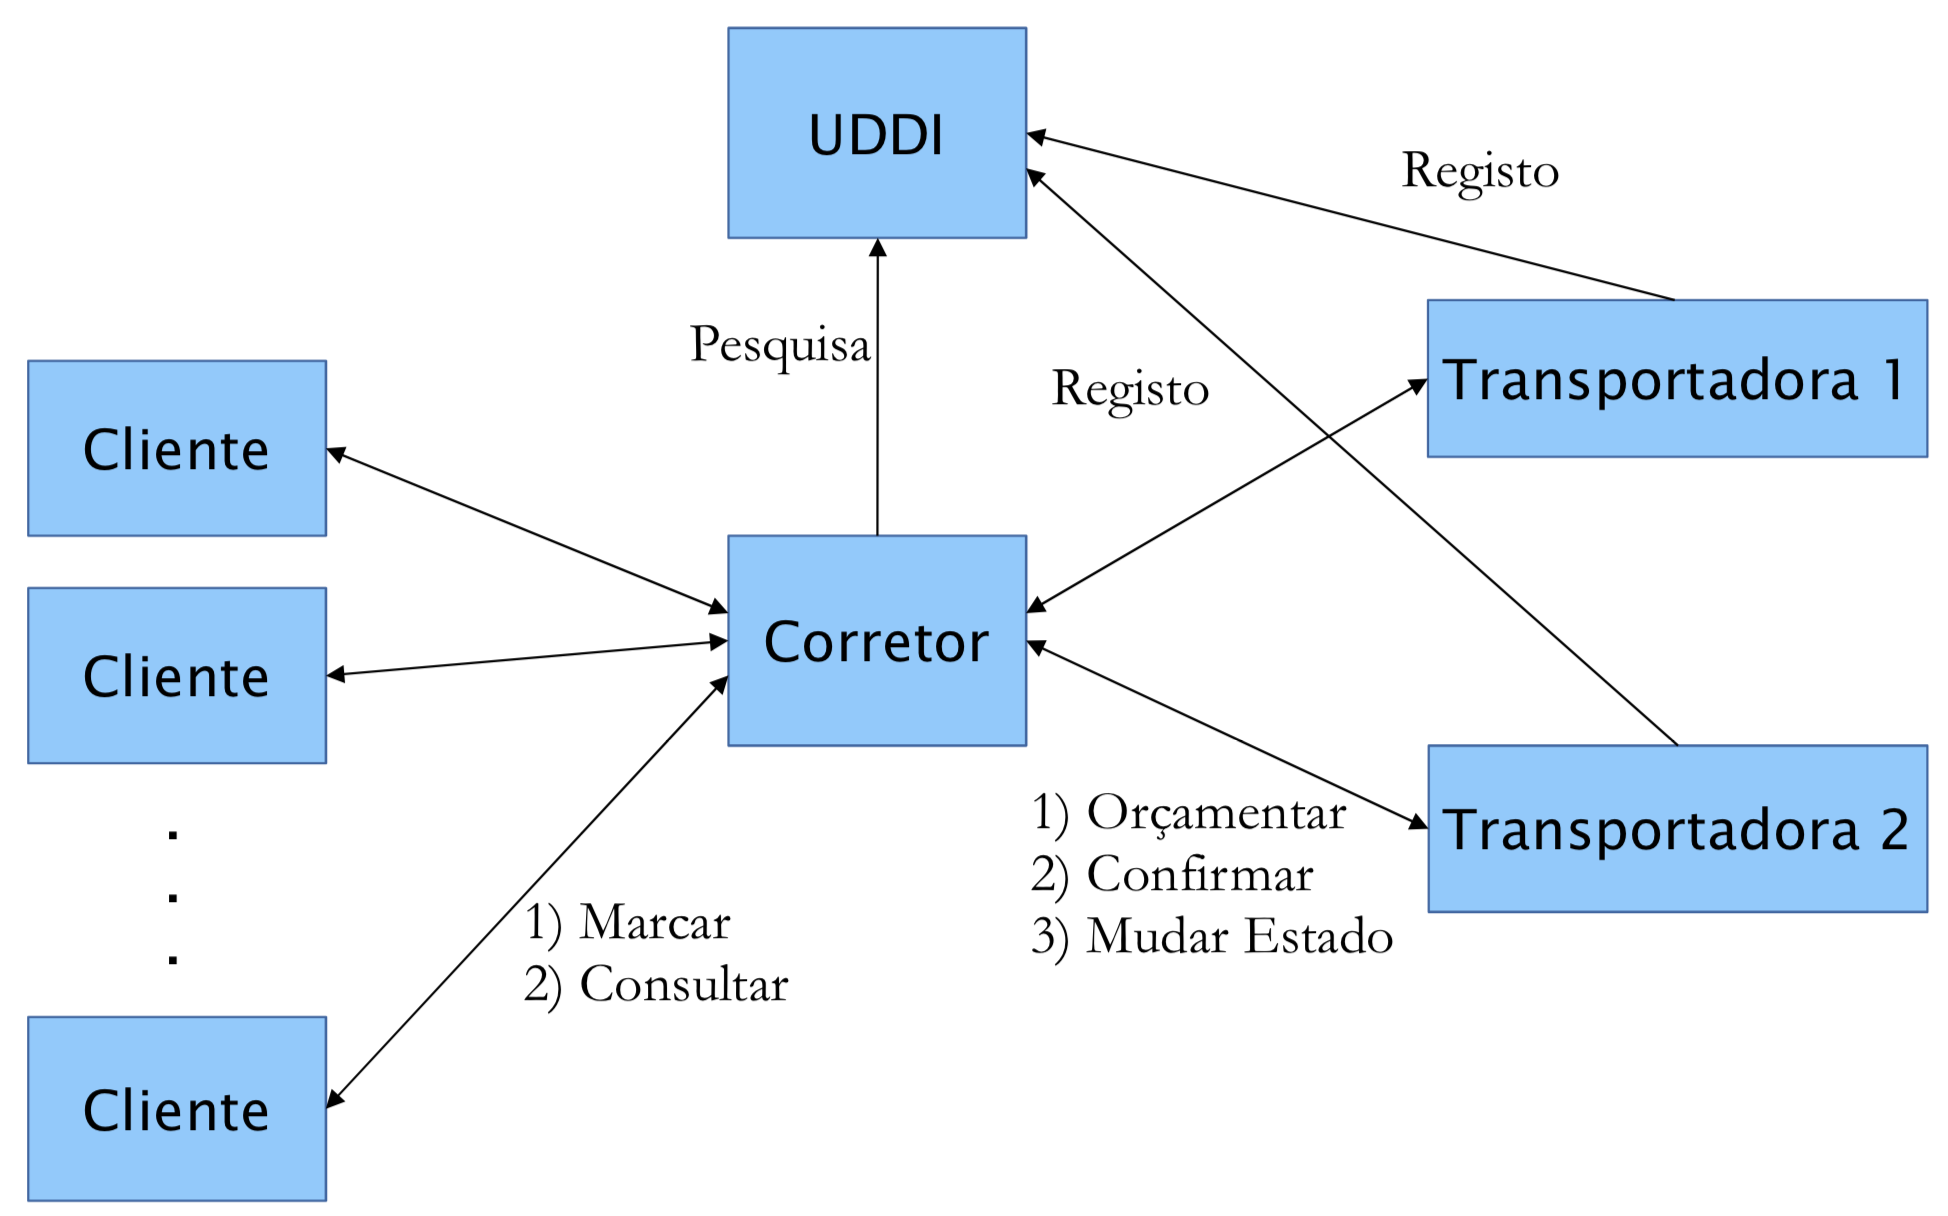 UDDI
Registo
Pesquisa
Registo
Transportadora 1
Cliente
Cliente
Corretor
1) Orçamentar
2) Confirmar
3) Mudar Estado
Transportadora 2
1) Marcar
2) Consultar
Cliente